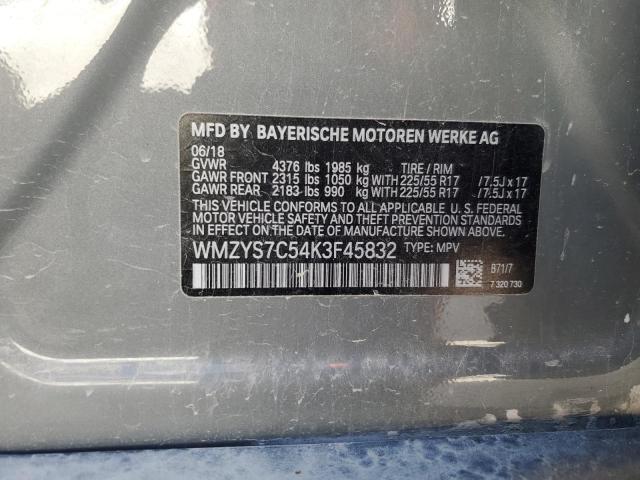 MFD BY BAYERISCHE MOTOREN WERKE AG
06/18
GVWR 4376 lbs 1985 kg TIRE / RIM
GAWR FRONT 2315 lbs 1050 kg WITH 225/55 R17 / 7.5J x 17
GAWR REAR 2183 lbs 990 kg WITH 225/55 R17 / 7.5J x 17
THIS VEHICLE CONFORMS TO ALL APPLICABLE U.S. FEDERAL
MOTOR VEHICLE SAFETY STANDARDS IN EFFECT ON THE DATE
OF MANUFACTURE SHOWN ABOVE.
WMZYS7C54K3F45832 TYPE: MPV
B71/7
7 320 730